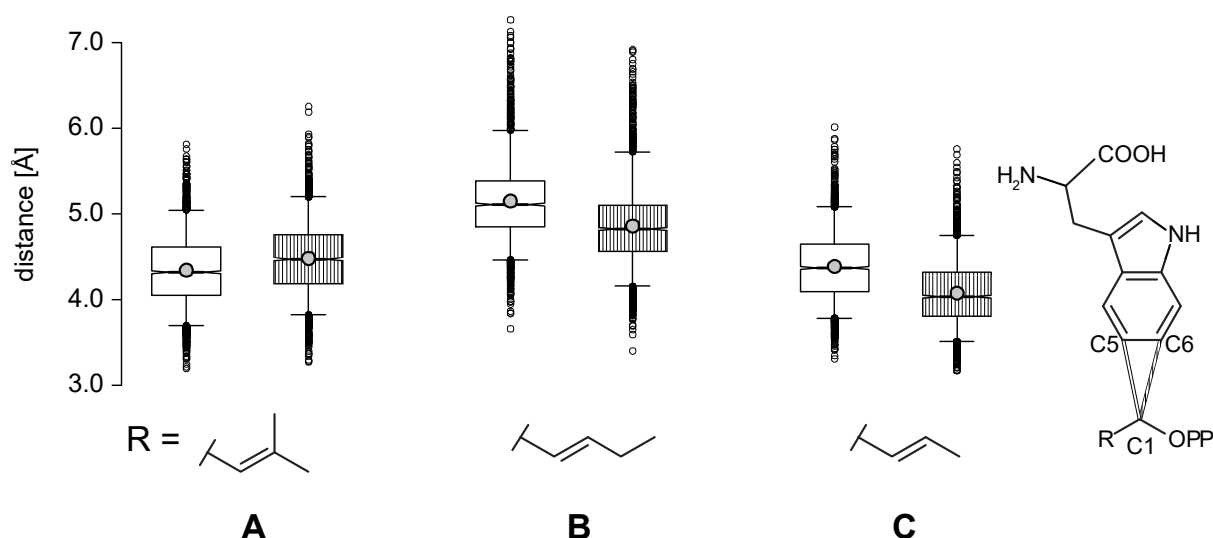 distance [Å]
7.0
6.0
5.0
4.0
3.0
R =
A
B
C
H2N
COOH
NH
C5
C6
R
C1
OPP